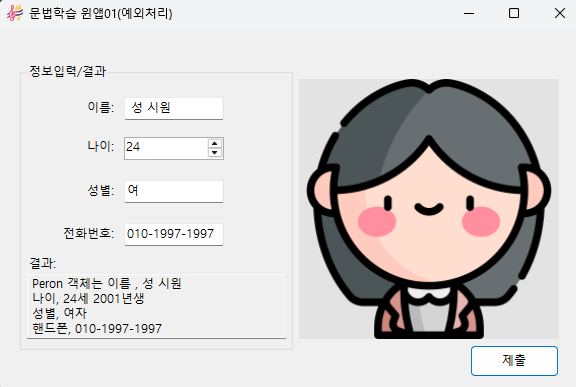 문법학습 윈앱01(예외처리)
정보입력/결과
이름: 성 시원
나이: 24
성별: 여
전화번호: 010-1997-1997
결과:
Peron 객체는 이름 , 성 시원
나이, 24세 2001년생
성별, 여자
핸드폰, 010-1997-1997
제출